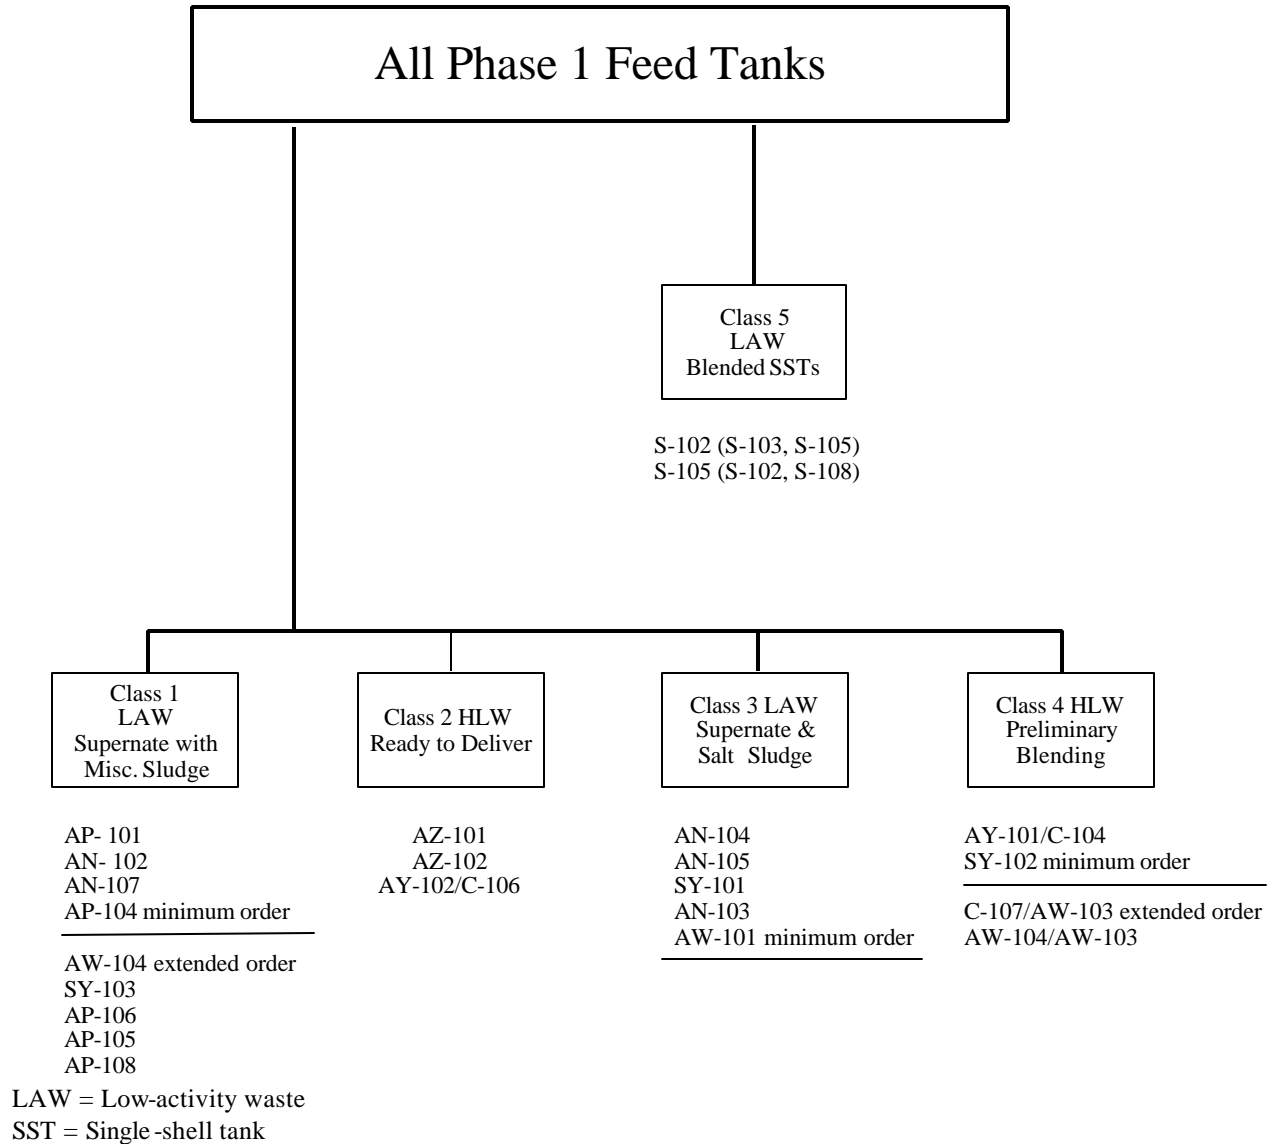 All Phase 1 Feed Tanks
Class 5
LAW
Blended SSTs
S-102 (S-103, S-105)
S-105 (S-102, S-108)
Class 1
LAW
Supernate with
Misc. Sludge
AP- 101
AN- 102
AN-107
AP-104 minimum order
AW-104 extended order
SY-103
AP-106
AP-105
AP-108
Class 2 HLW
Ready to Deliver
AZ-101
AZ-102
AY-102/C-106
Class 3 LAW
Supernate &
Salt Sludge
AN-104
AN-105
SY-101
AN-103
AW-101 minimum order
Class 4 HLW
Preliminary
Blending
AY-101/C-104
SY-102 minimum order
C-107/AW-103 extended order
AW-104/AW-103
LAW = Low-activity waste
SST = Single-shell tank